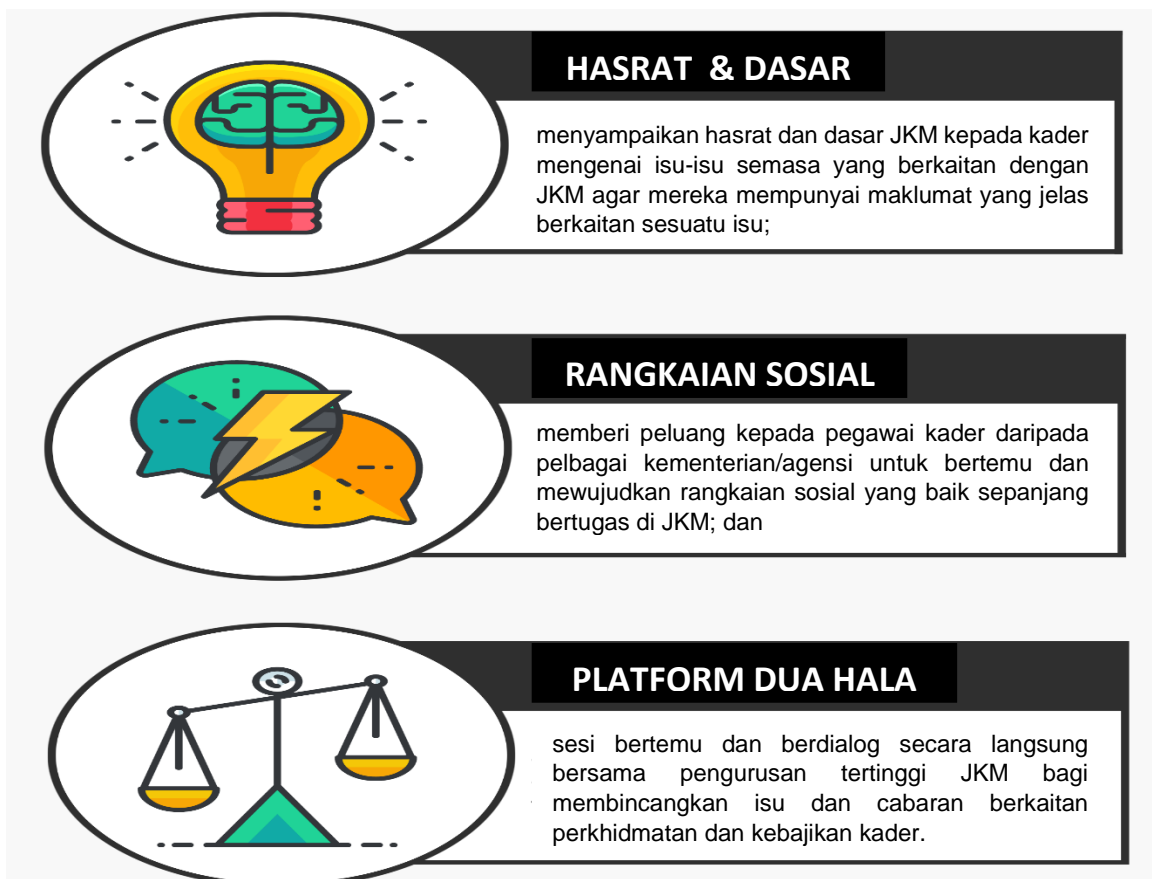 HASRAT & DASAR
menyampaikan hasrat dan dasar JKM kepada kader
mengenai isu-isu semasa yang berkaitan dengan
JKM agar mereka mempunyai maklumat yang jelas
berkaitan sesuatu isu;
RANGKAIAN SOSIAL
memberi peluang kepada pegawai kader daripada
pelbagai kementerian/agensi untuk bertemu dan
mewujudkan rangkaian sosial yang baik sepanjang
bertugas di JKM; dan
PLATFORM DUA HALA
sesi bertemu dan berdialog secara langsung
bersama pengurusan tertinggi JKM bagi
membincangkan isu dan cabaran berkaitan
perkhidmatan dan kebajikan kader.